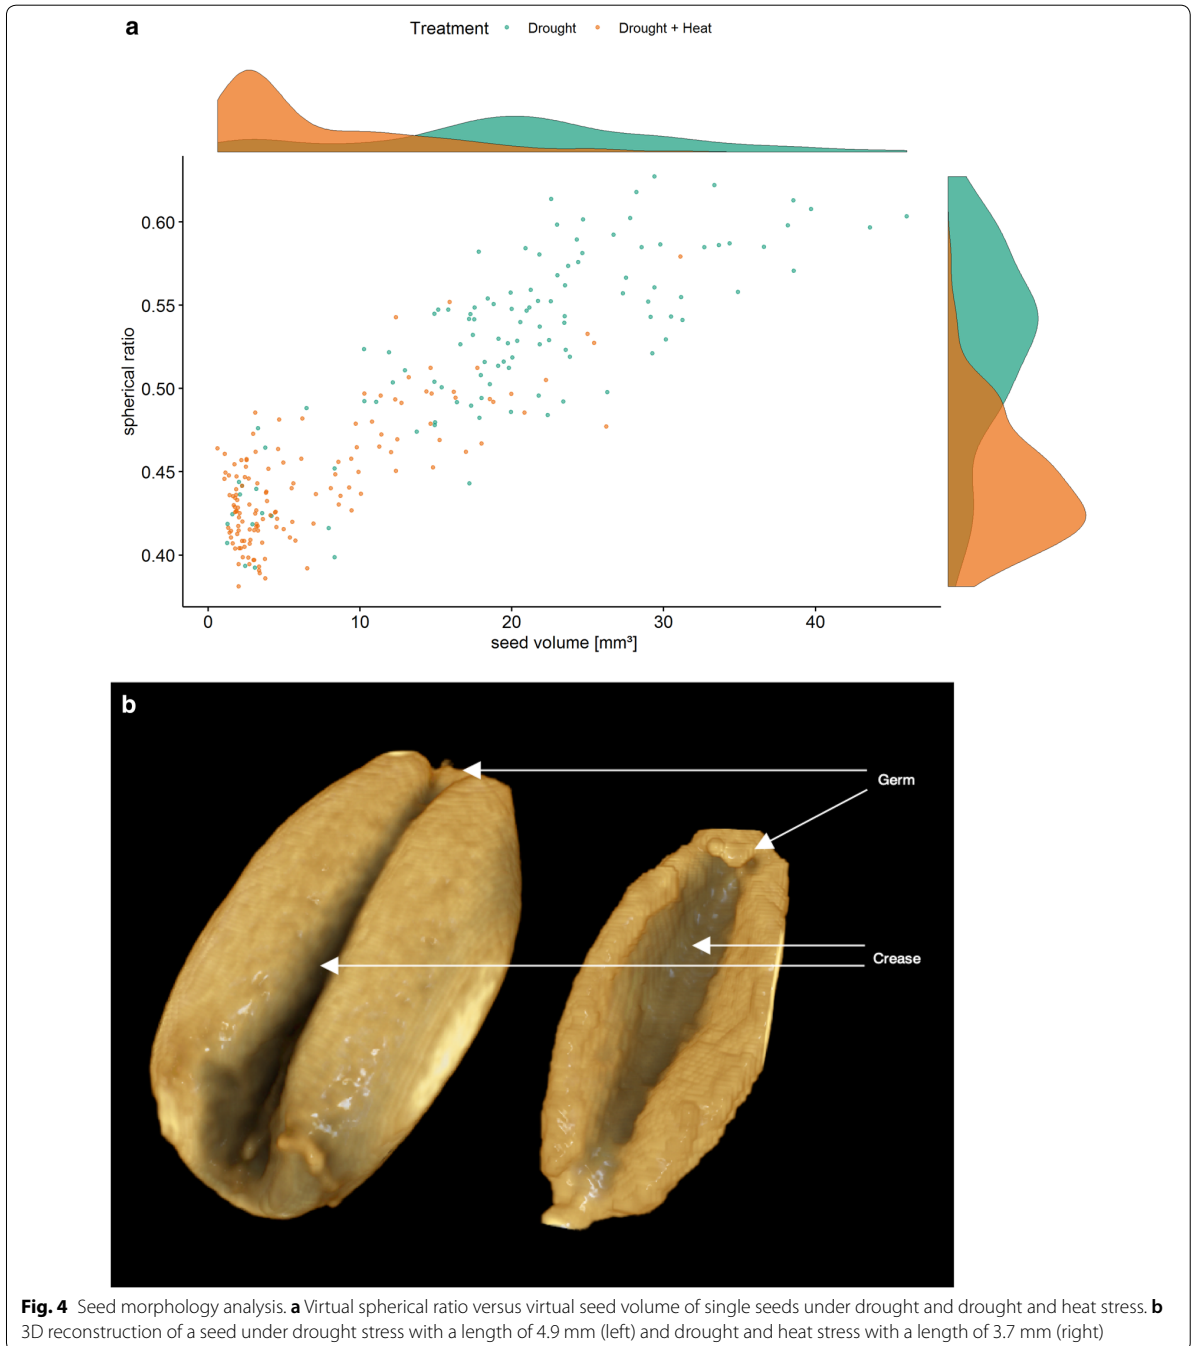 a
Treatment Drought Drought + Heat
0.60
0.55
0.50
0.45
0.40
spherical ratio
0 10 20 30 40
seed volume [mm³]
b
Germ
Crease
Fig. 4 Seed morphology analysis. a Virtual spherical ratio versus virtual seed volume of single seeds under drought and drought and heat stress. b
3D reconstruction of a seed under drought stress with a length of 4.9 mm (left) and drought and heat stress with a length of 3.7 mm (right)